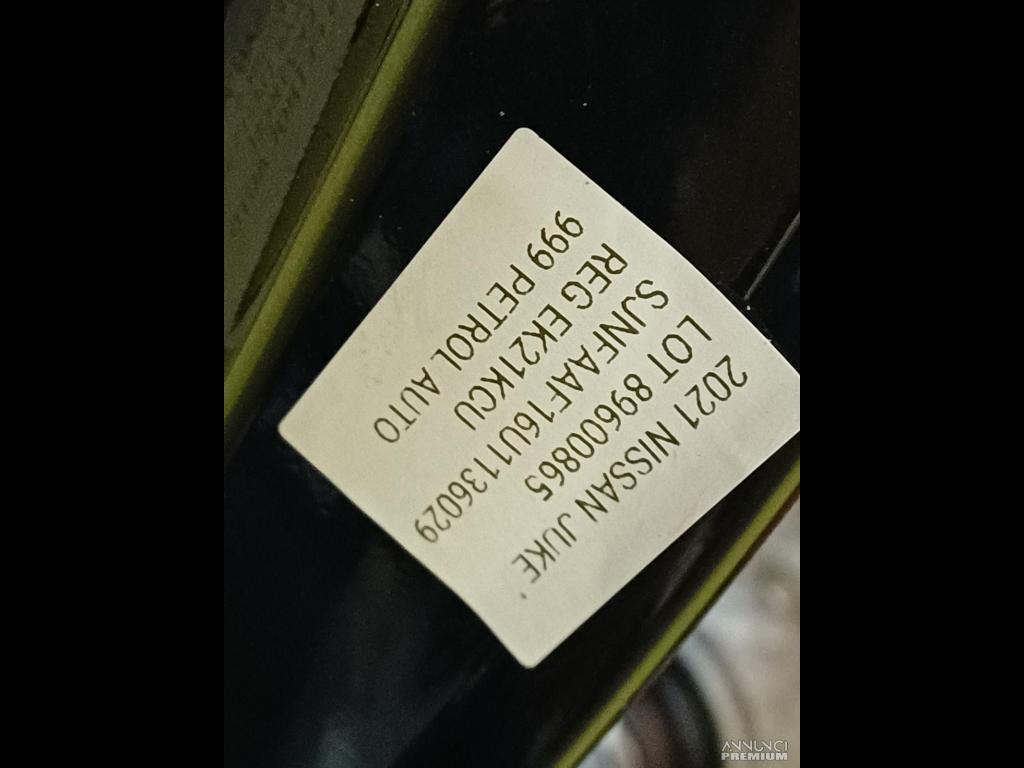 2021 NISSAN JUKE
LOT 89600865
SJNFAAF16U1136029
REG EK21KCU
999 PETROL AUTO
ANNUNCI
PREMIUM